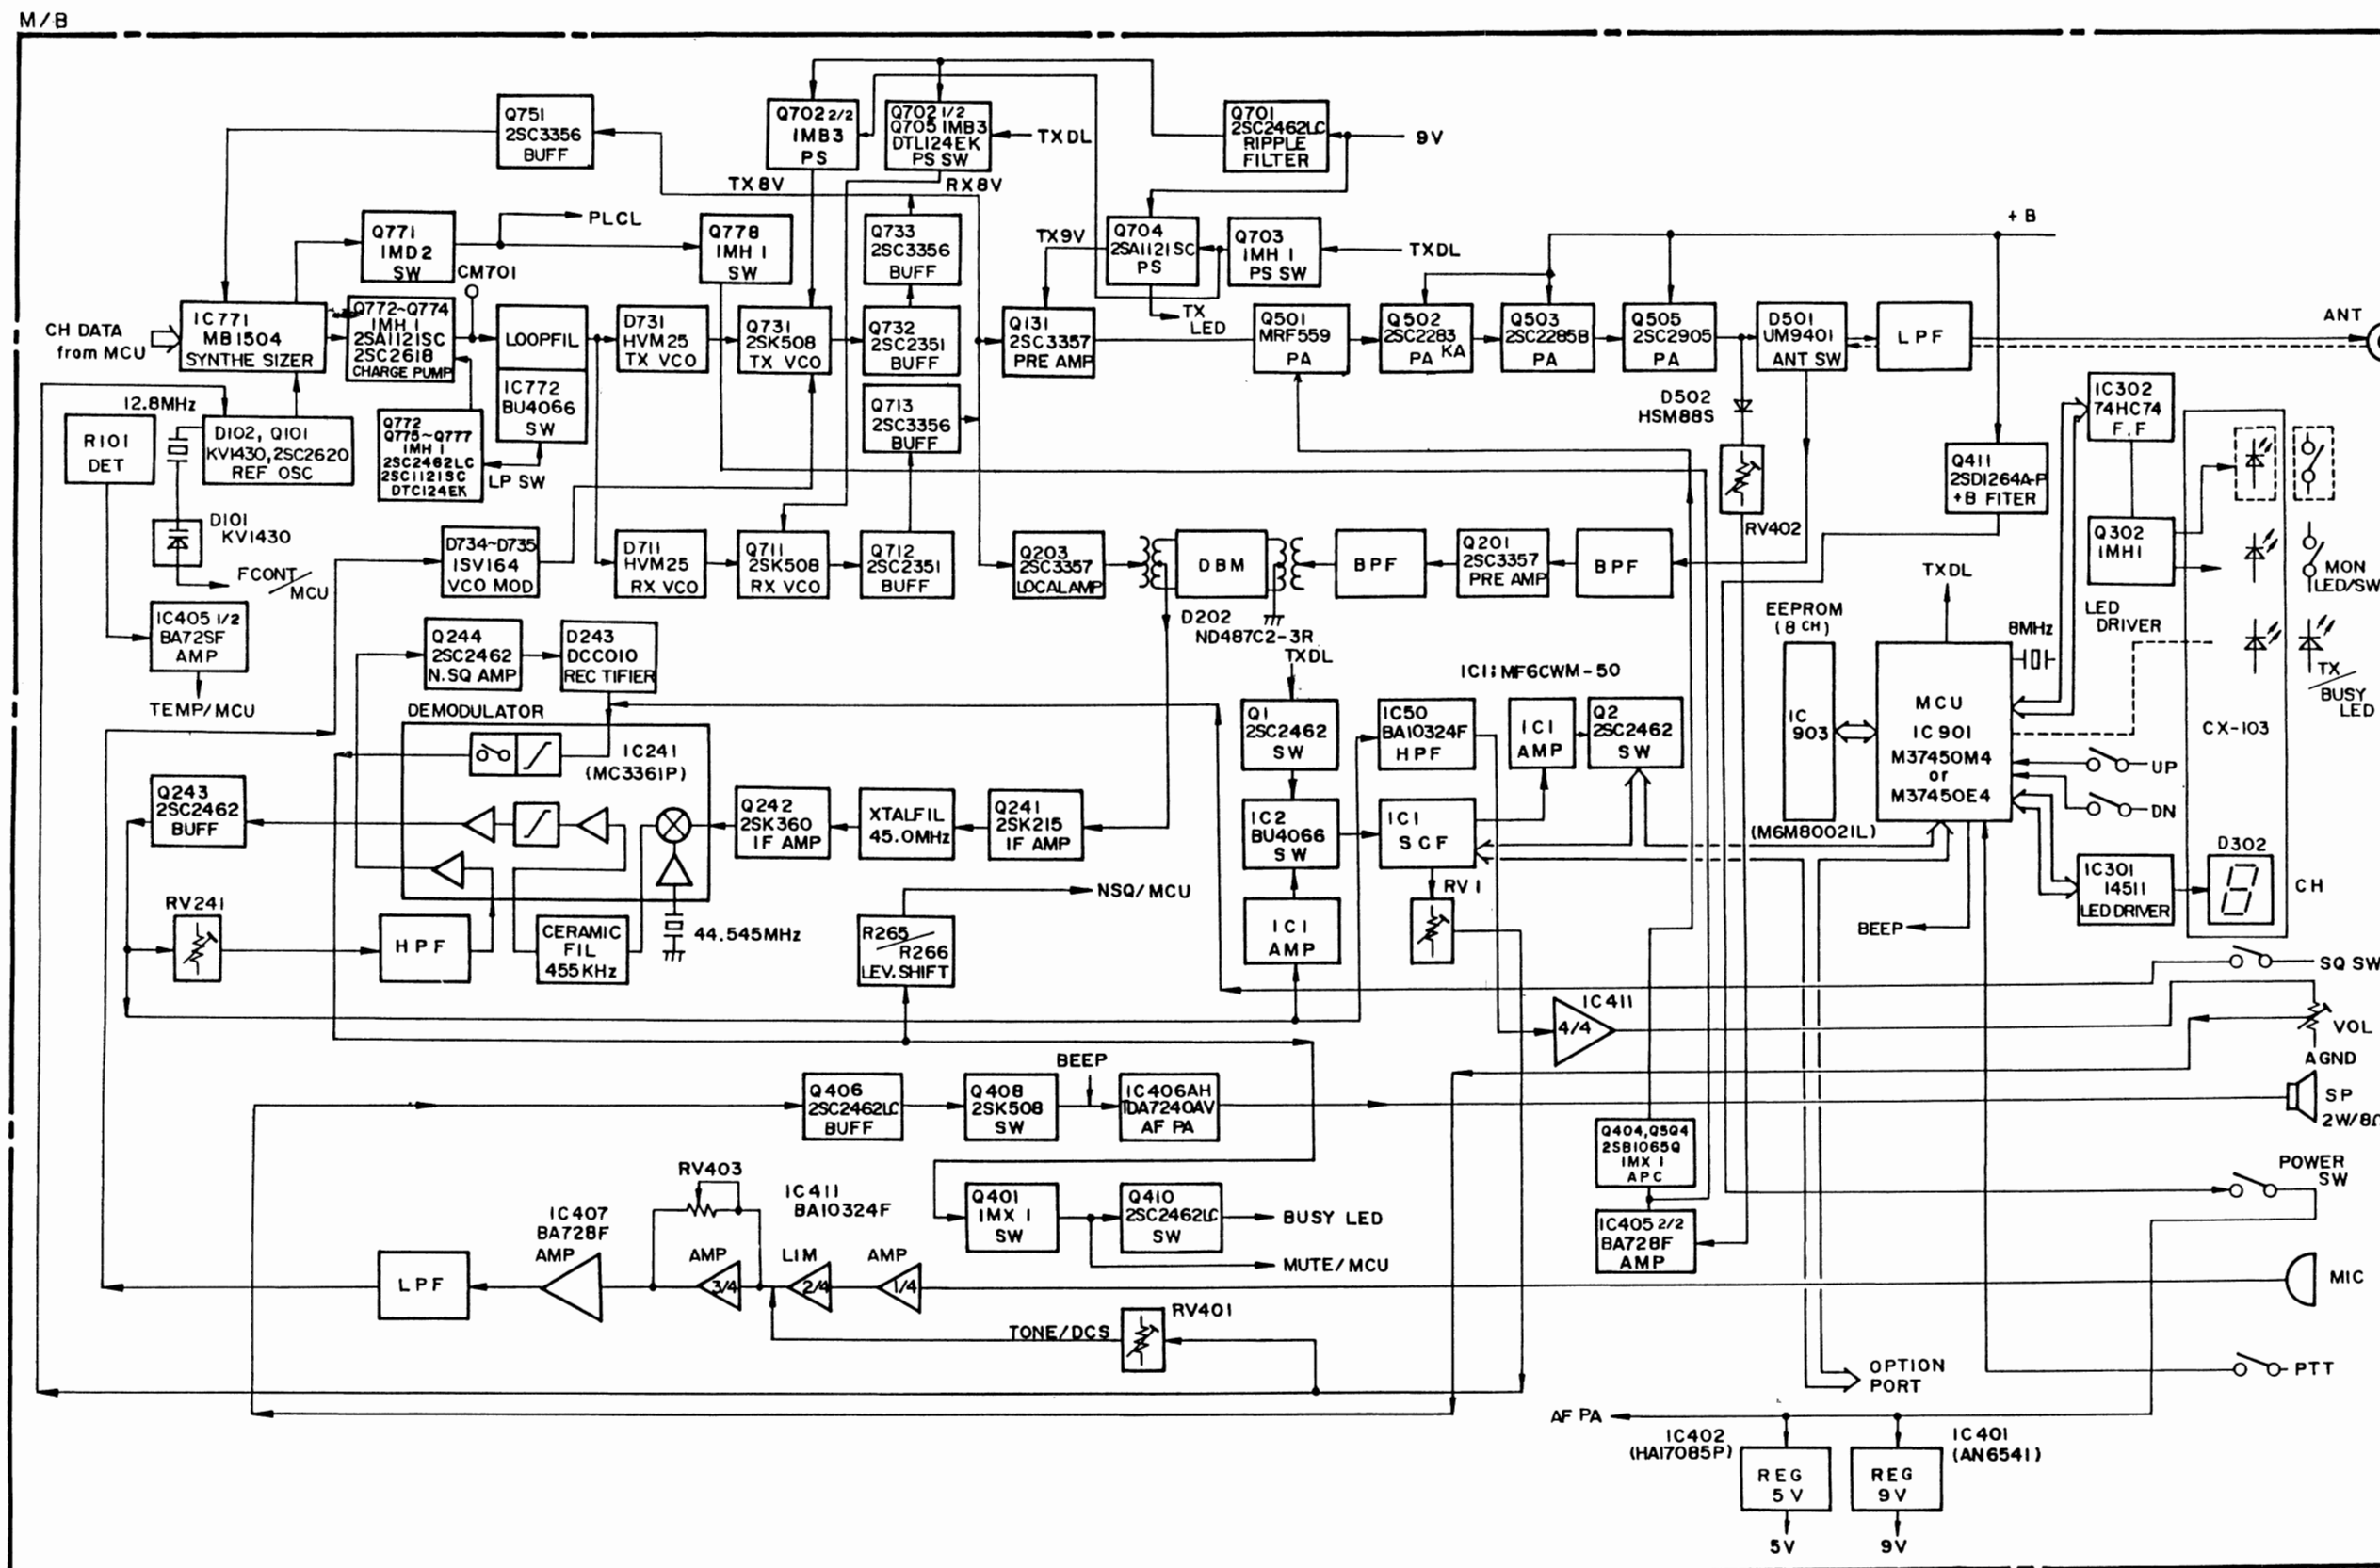 M/B
Q751
2SC3356
BUFF
Q702 2/2
IMB3
PS
Q702 1/2
Q705 IMB3
DTL124EK
PS SW
TXDL
Q701
2SC2462LC
RIPPLE
FILTER
9V
TX8V
RX8V
PLCL
Q771
IMD2
SW
CM701
Q778
IMH 1
SW
Q733
2SC3356
BUFF
TX9V
Q704
2SA1121SC
PS
Q703
IMH 1
PS SW
TXDL
+B
TX
LED
CH DATA
from MCU
IC771
MB1504
SYNTHE SIZER
Q772~Q774
IMH 1
2SA1121SC
2SC2618
CHARGE PUMP
LOOPFIL
D731
HVM25
TX VCO
Q731
2SK508
TX VCO
Q732
2SC2351
BUFF
Q131
2SC3357
PRE AMP
Q501
MRF559
PA
Q502
2SC2283
PA KA
Q503
2SC2285B
PA
Q505
2SC2905
PA
D501
UM9401
ANT SW
LPF
ANT
12.8MHz
R101
DET
D102, Q101
KV1430,2SC2620
REF OSC
Q772
Q775~Q777
IMH 1
2SC2462LC
2SC1121SC
DTC124EK
IC772
BU4066
SW
LP SW
Q713
2SC3356
BUFF
D502
HSM88S
RV402
IC302
74HC74
F.F
Q411
2SD1264A-P
+B FITER
D101
KV1430
FCONT/MCU
D734~D735
ISV164
VCO MOD
D711
HVM25
RX VCO
Q711
2SK508
RX VCO
Q712
2SC2351
BUFF
Q203
2SC3357
LOCALAMP
DBM
BPF
Q201
2SC3357
PRE AMP
BPF
Q302
IMH1
MON
LED/SW
TXDL
D202
ND487C2-3R
IC405 1/2
BA72SF
AMP
TEMP/MCU
Q244
2SC2462
N.SQ AMP
D243
DCC010
REC TIFIER
TXDL
IC1;MF6CWM-50
EEPROM
(8 CH)
8MHz
LED
DRIVER
TX/BUSY
LED
DEMODULATOR
IC241
(MC3361P)
Q1
2SC2462
SW
IC50
BA10324F
HPF
IC1
AMP
Q2
2SC2462
SW
IC
903
MCU
IC901
M37450M4
or
M37450E4
CX-103
UP
DN
(M6M80021L)
Q243
2SC2462
BUFF
Q242
2SK360
IF AMP
XTALFIL
45.0MHz
Q241
2SK215
IF AMP
IC2
BU4066
SW
IC1
SCF
RV1
NSQ/MCU
IC301
14511
LED DRIVER
D302
CH
BEEP
RV241
HPF
CERAMIC
FIL
455KHz
44.545MHz
R265/R266
LEV.SHIFT
IC1
AMP
SQ SW
IC411
4/4
VOL
AGND
BEEP
Q406
2SC2462LC
BUFF
Q408
2SK508
SW
IC406AH
TDA7240AV
AF PA
SP
2W/8Ω
Q404,Q504
2SB1065Q
IMX 1
APC
IC405 2/2
BA728F
AMP
POWER
SW
RV403
IC411
BA10324F
Q401
IMX 1
SW
Q410
2SC2462LC
SW
BUSY LED
MUTE/MCU
IC407
BA728F
AMP
AMP
LIM
AMP
LPF
3/4
2/4
1/4
MIC
RV401
TONE/DCS
OPTION
PORT
PTT
AF PA
IC402
(HA17085P)
IC401
(AN6541)
REG
5V
REG
9V
5V
9V